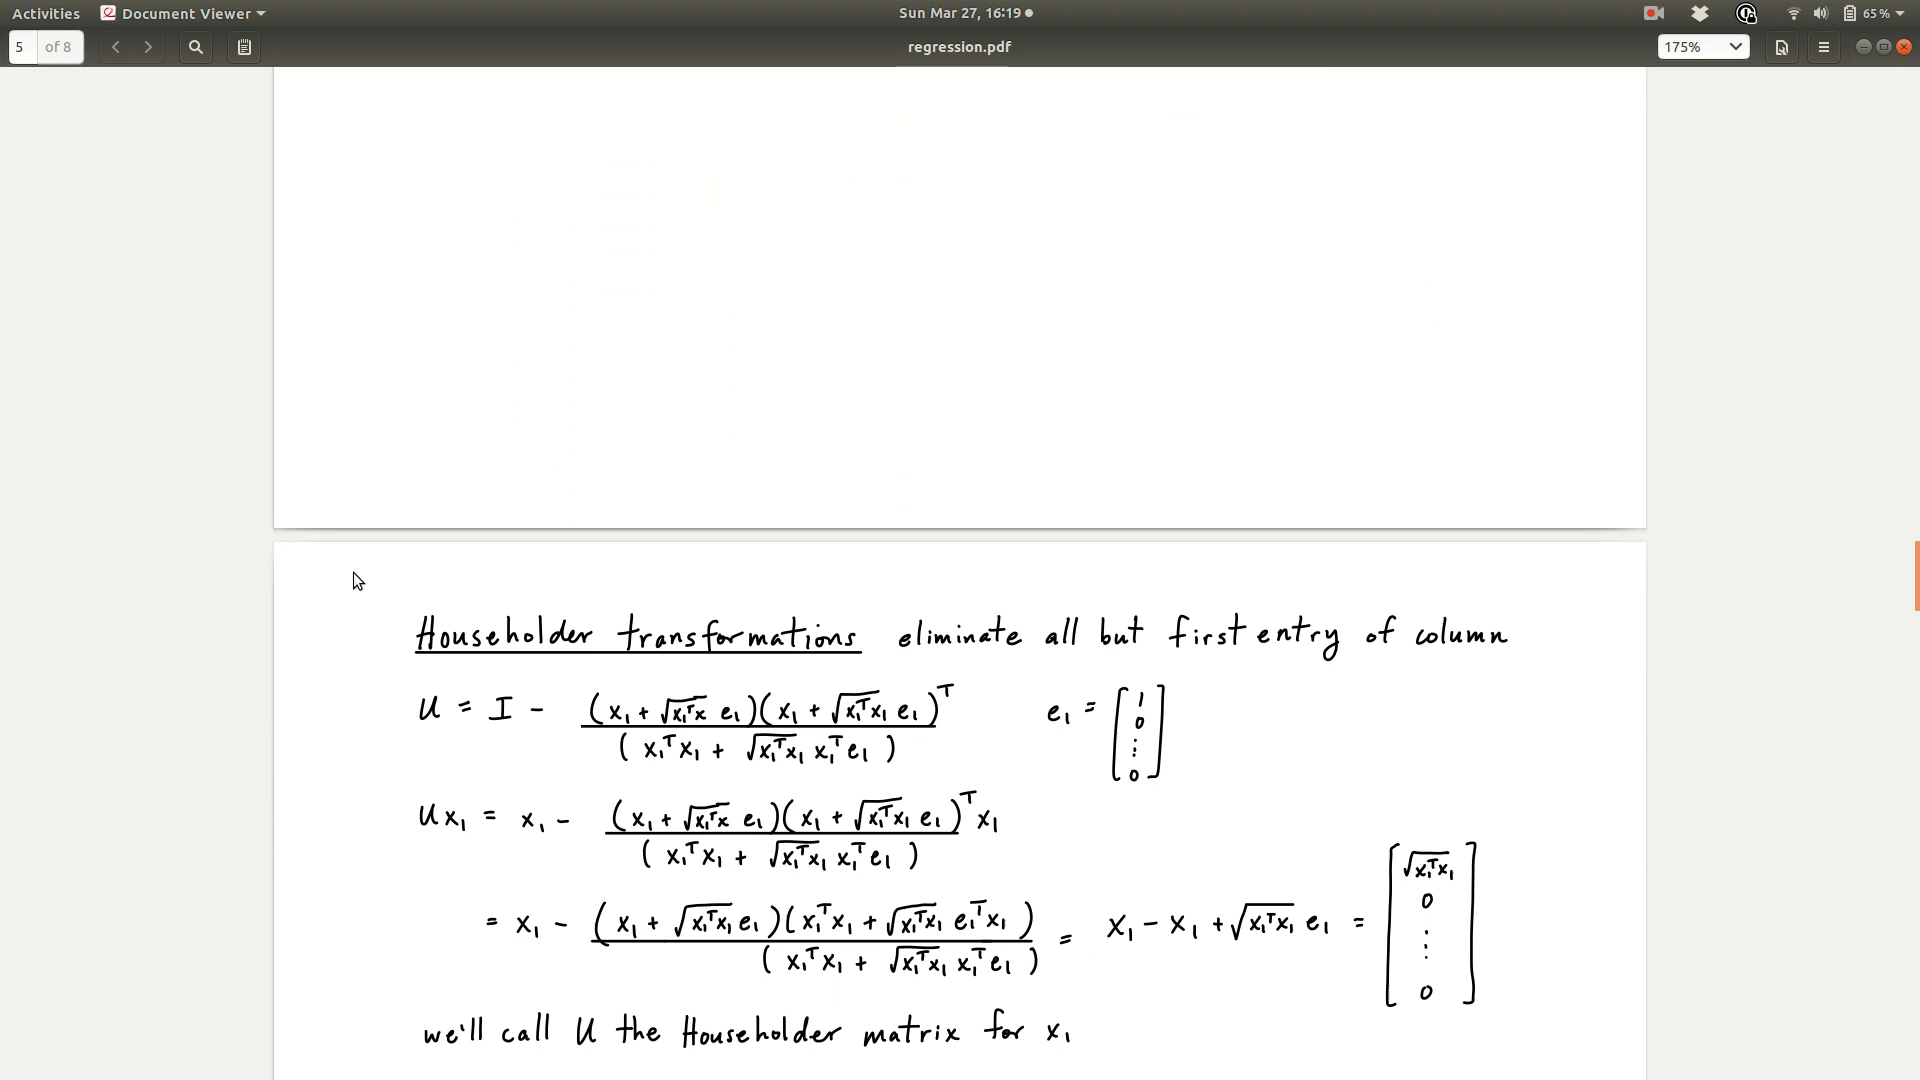 Activities Document Viewer Sun Mar 27, 16:19 65 %
5 of 8 regression.pdf 175%
Householder transformations eliminate all but first entry of column
U = I - (x₁ + √x₁ᵀx e₁)(x₁ + √x₁ᵀx₁ e₁)ᵀ / (x₁ᵀx₁ + √x₁ᵀx₁ x₁ᵀe₁) e₁ = [1 0 ⋮ 0]
Ux₁ = x₁ - (x₁ + √x₁ᵀx e₁)(x₁ + √x₁ᵀx₁ e₁)ᵀx₁ / (x₁ᵀx₁ + √x₁ᵀx₁ x₁ᵀe₁)
= x₁ - (x₁ + √x₁ᵀx₁ e₁)(x₁ᵀx₁ + √x₁ᵀx₁ e₁ᵀx₁) / (x₁ᵀx₁ + √x₁ᵀx₁ x₁ᵀe₁) = x₁ - x₁ + √x₁ᵀx₁ e₁ = [√x₁ᵀx₁ 0 ⋮ 0]
we'll call U the Householder matrix for x₁